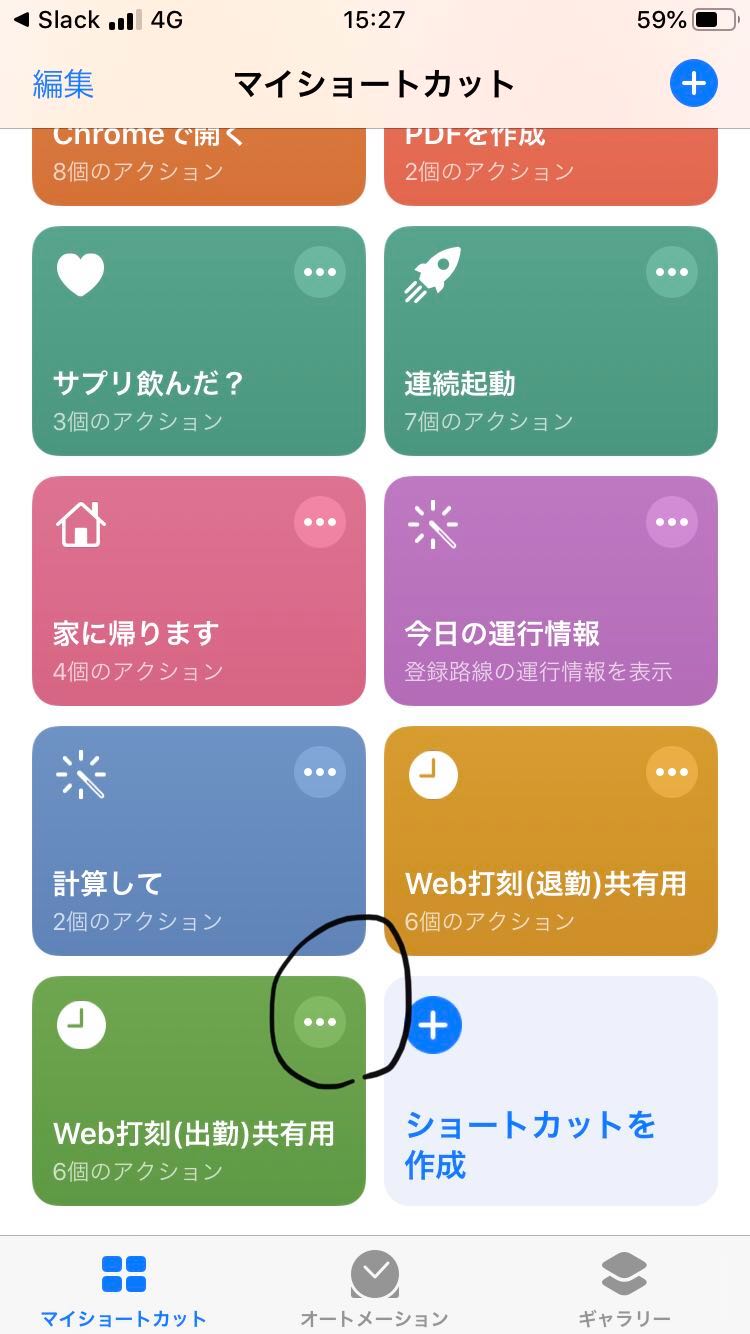 Slack 4G 15:27 59%
編集 マイショートカット
Chromeで開く
8個のアクション
PDFを作成
2個のアクション
サプリ飲んだ？
3個のアクション
連続起動
7個のアクション
家に帰ります
4個のアクション
今日の運行情報
登録路線の運行情報を表示
計算して
2個のアクション
Web打刻(退勤)共有用
6個のアクション
Web打刻(出勤)共有用
6個のアクション
ショートカットを
作成
マイショートカット オートメーション ギャラリー